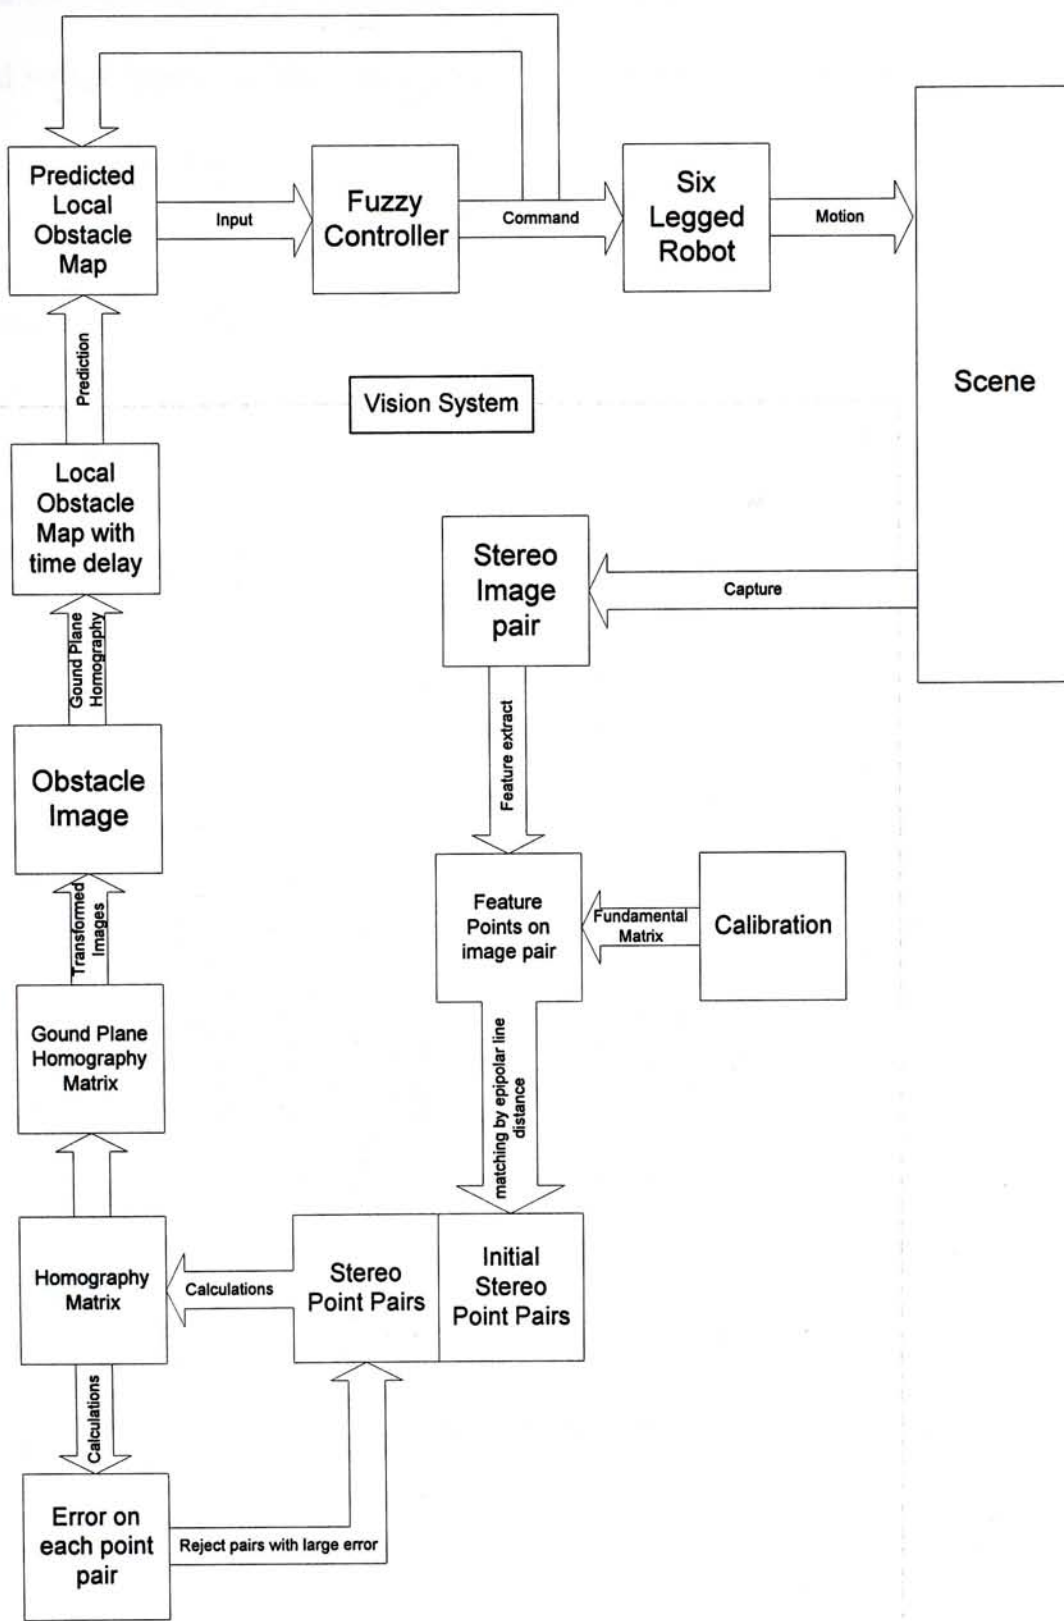 Predicted
Local
Obstacle
Map
Input
Fuzzy
Controller
Command
Six
Legged
Robot
Motion
Scene
Prediction
Vision System
Local
Obstacle
Map with
time delay
Stereo
Image
pair
Capture
Gound Plane
Homography
Feature extract
Obstacle
Image
Feature
Points on
image pair
Fundamental
Matrix
Calibration
Transformed
Images
Gound Plane
Homography
Matrix
matching by epipolar line
distance
Homography
Matrix
Calculations
Stereo
Point Pairs
Initial
Stereo
Point Pairs
Calculations
Error on
each point
pair
Reject pairs with large error